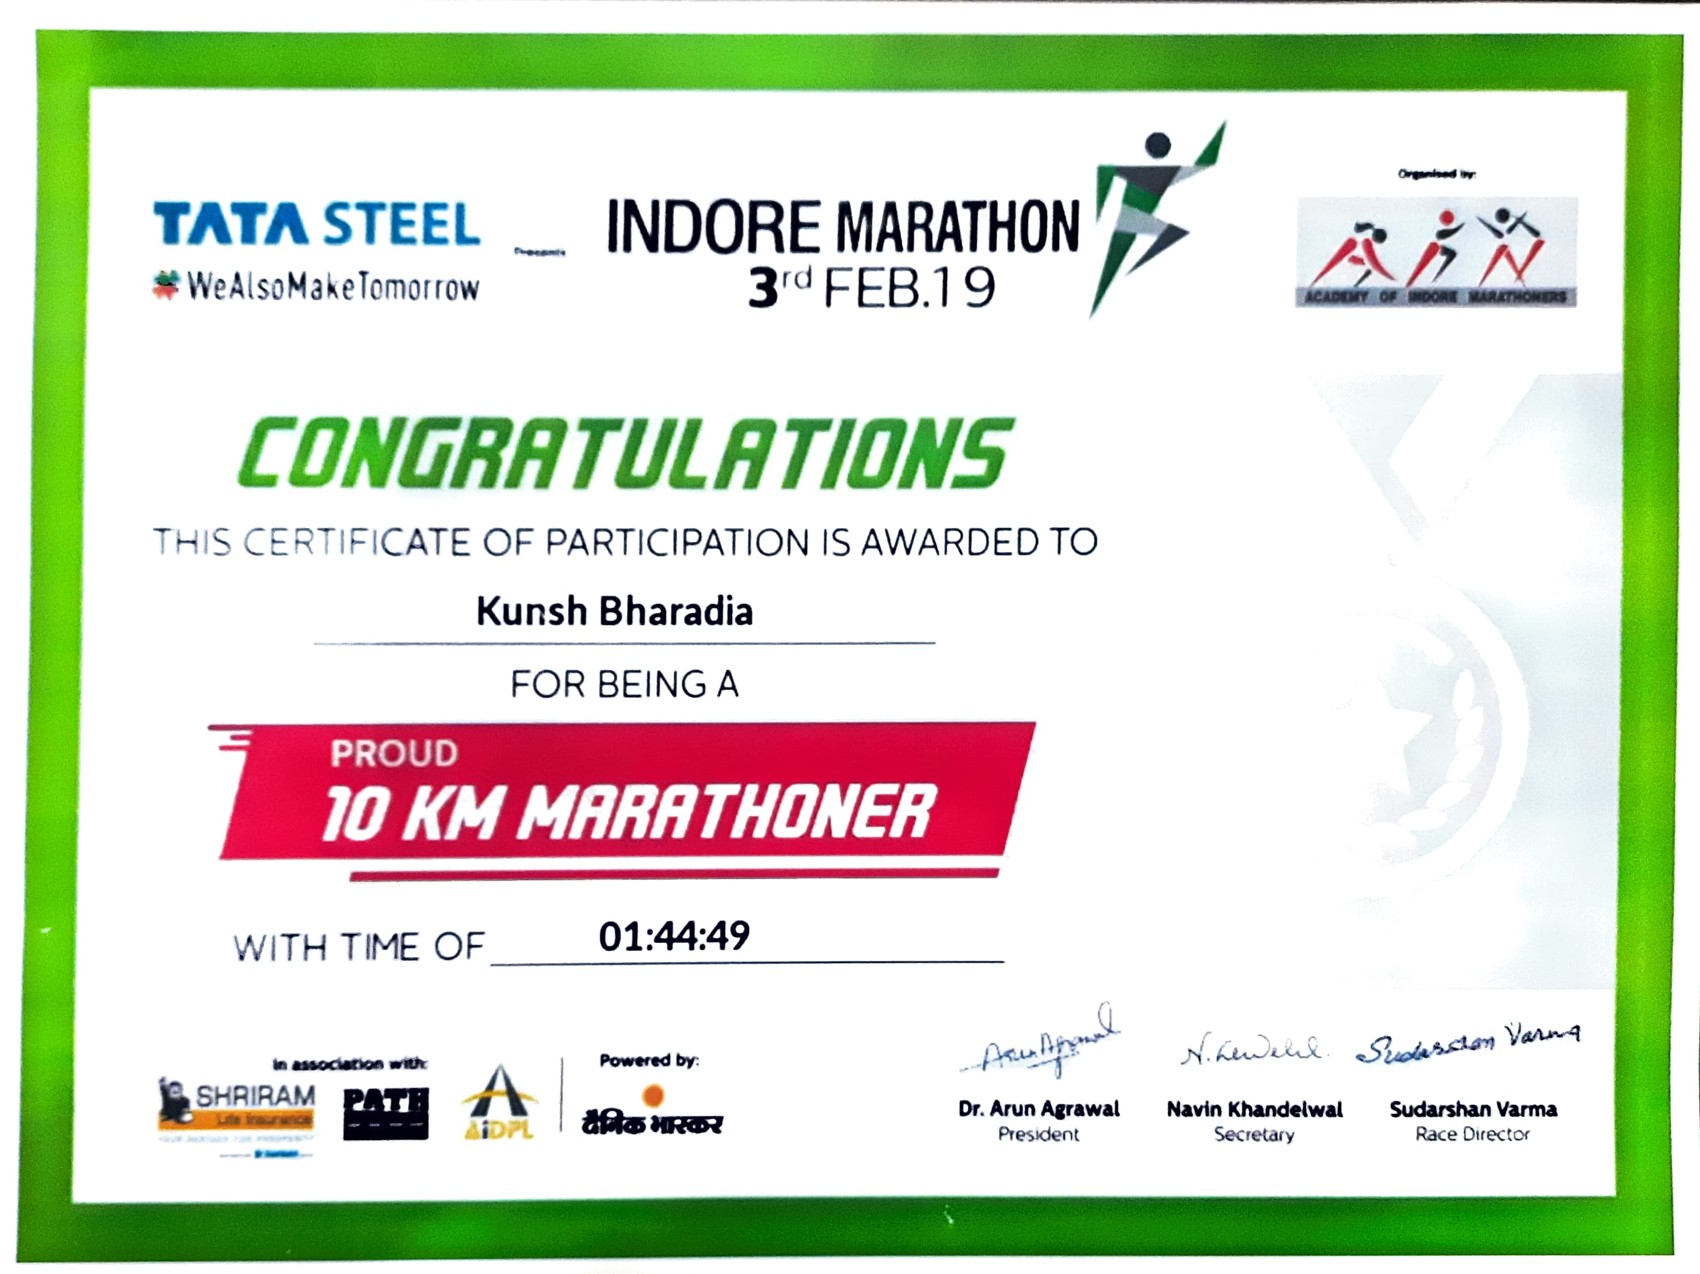 TATA STEEL
#WeAlsoMakeTomorrow
Presents
INDORE MARATHON
3rd FEB.19
Organised by:
ACADEMY OF INDORE MARATHONERS
CONGRATULATIONS
THIS CERTIFICATE OF PARTICIPATION IS AWARDED TO
Kunsh Bharadia
FOR BEING A
PROUD
10 KM MARATHONER
WITH TIME OF 01:44:49
In association with:
SHRIRAM
Life Insurance
PATH
AiDPL
Powered by:
दैनिक भास्कर
Arun Agrawal
Sudarshan Varma
Dr. Arun Agrawal
President
Navin Khandelwal
Secretary
Sudarshan Varma
Race Director